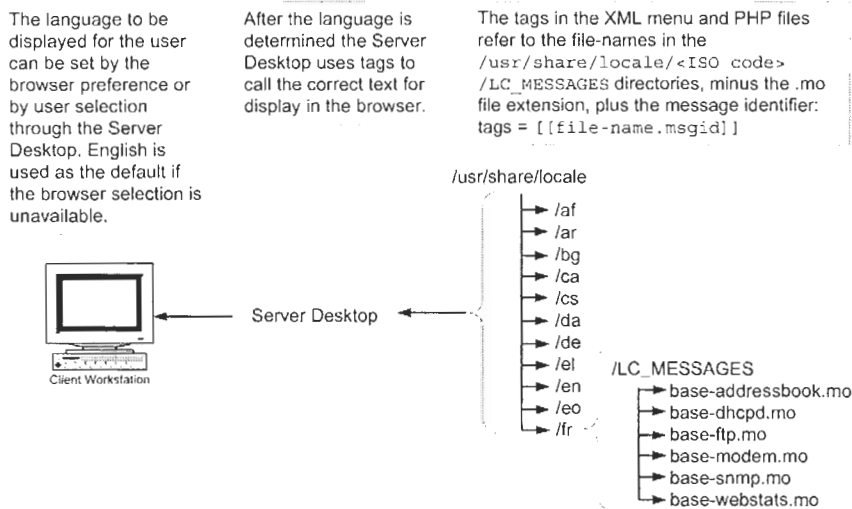 The language to be
displayed for the user
can be set by the
browser preference or
by user selection
through the Server
Desktop. English is
used as the default if
the browser selection is
unavailable.
After the language is
determined the Server
Desktop uses tags to
call the correct text for
display in the browser.
The tags in the XML menu and PHP files
refer to the file-names in the
/usr/share/locale/<ISO code>
/LC_MESSAGES directories, minus the .mo
file extension, plus the message identifier:
tags = [[file-name.msgid]]
/usr/share/locale
/af
/ar
/bg
/ca
/cs
/da
/de
/el
/en
/eo
/fr
Server Desktop
Client Workstation
/LC_MESSAGES
base-addressbook.mo
base-dhcpd.mo
base-ftp.mo
base-modem.mo
base-snmp.mo
base-webstats.mo